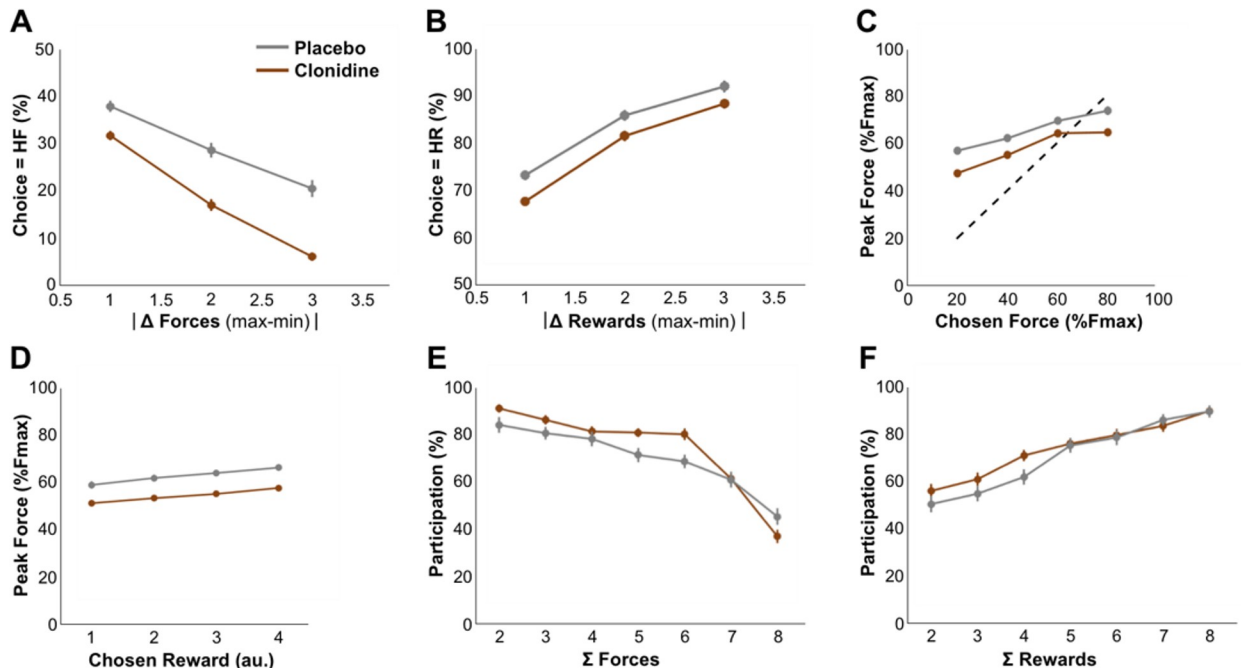 A
50
40
30
20
10
0
Choice = HF (%)
Placebo
Clonidine
0.5 1 1.5 2 2.5 3 3.5
| Δ Forces (max-min) |
B
100
90
80
70
60
50
Choice = HR (%)
0.5 1 1.5 2 2.5 3 3.5
|Δ Rewards (max-min) |
C
100
80
60
40
20
0
Peak Force (%Fmax)
0 20 40 60 80 100
Chosen Force (%Fmax)
D
100
80
60
40
20
0
Peak Force (%Fmax)
1 2 3 4
Chosen Reward (au.)
E
100
80
60
40
20
0
Participation (%)
2 3 4 5 6 7 8
Σ Forces
F
100
80
60
40
20
0
Participation (%)
2 3 4 5 6 7 8
Σ Rewards